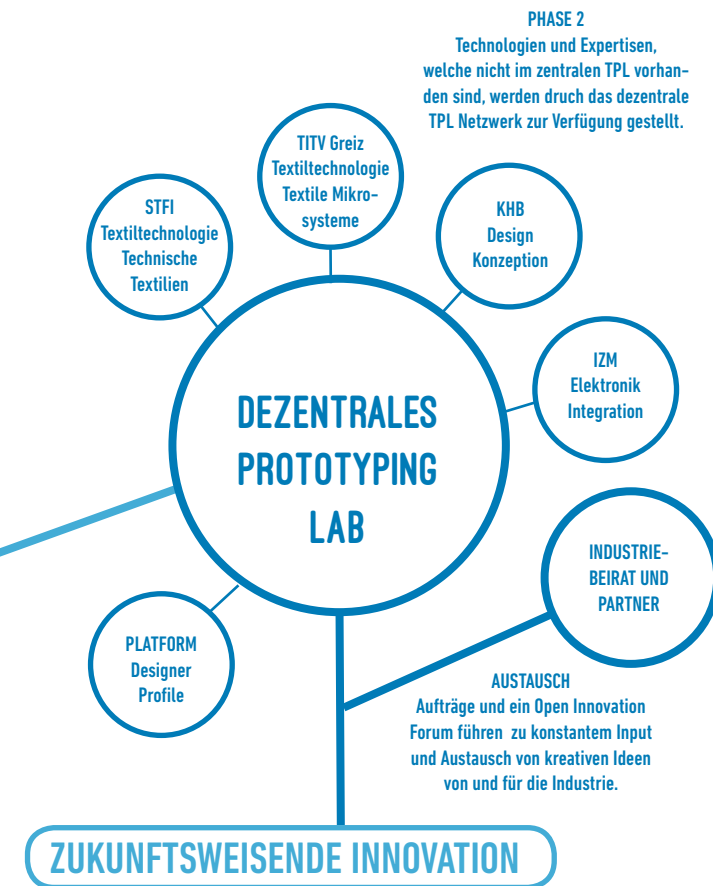 PHASE 2
Technologien und Expertisen,
welche nicht im zentralen TPL vorhan-
den sind, werden druch das dezentrale
TPL Netzwerk zur Verfügung gestellt.
TITV Greiz
Textiltechnologie
Textile Mikro-
systeme
STFI
Textiltechnologie
Technische
Textilien
KHB
Design
Konzeption
IZM
Elektronik
Integration
DEZENTRALES
PROTOTYPING
LAB
INDUSTRIE-
BEIRAT UND
PARTNER
PLATFORM
Designer
Profile
AUSTAUSCH
Aufträge und ein Open Innovation
Forum führen zu konstantem Input
und Austausch von kreativen Ideen
von und für die Industrie.
ZUKUNFTSWEISENDE INNOVATION